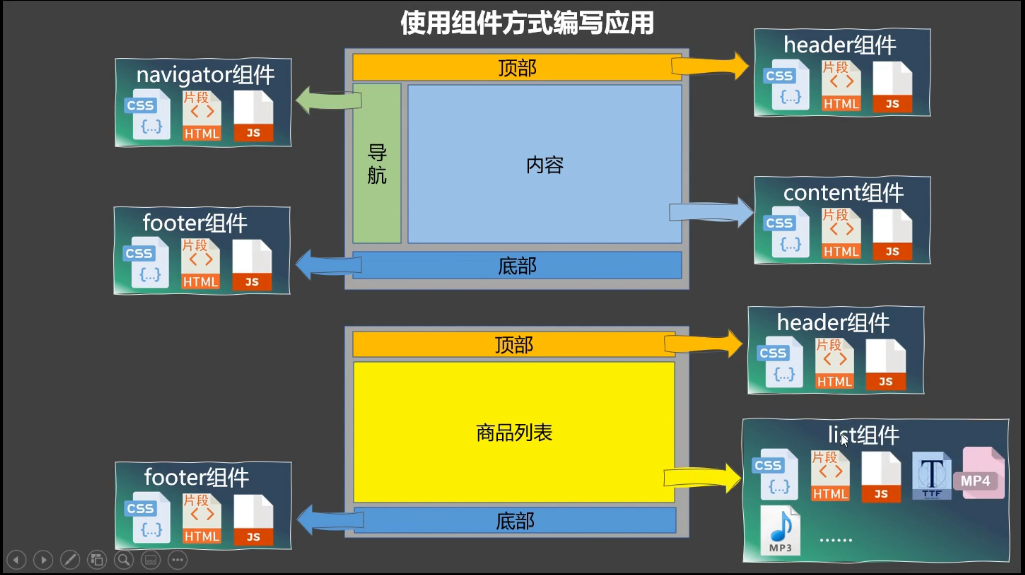 使用组件方式编写应用
navigator组件
CSS
{...}
片段
<>
HTML
JS
顶部
header组件
CSS
{...}
片段
<>
HTML
JS
导航
内容
content组件
CSS
{...}
片段
<>
HTML
JS
footer组件
CSS
{...}
片段
<>
HTML
JS
底部
顶部
header组件
CSS
{...}
片段
<>
HTML
JS
商品列表
list组件
CSS
{...}
片段
<>
HTML
JS
T
TTF
MP4
MP3
......
footer组件
CSS
{...}
片段
<>
HTML
JS
底部